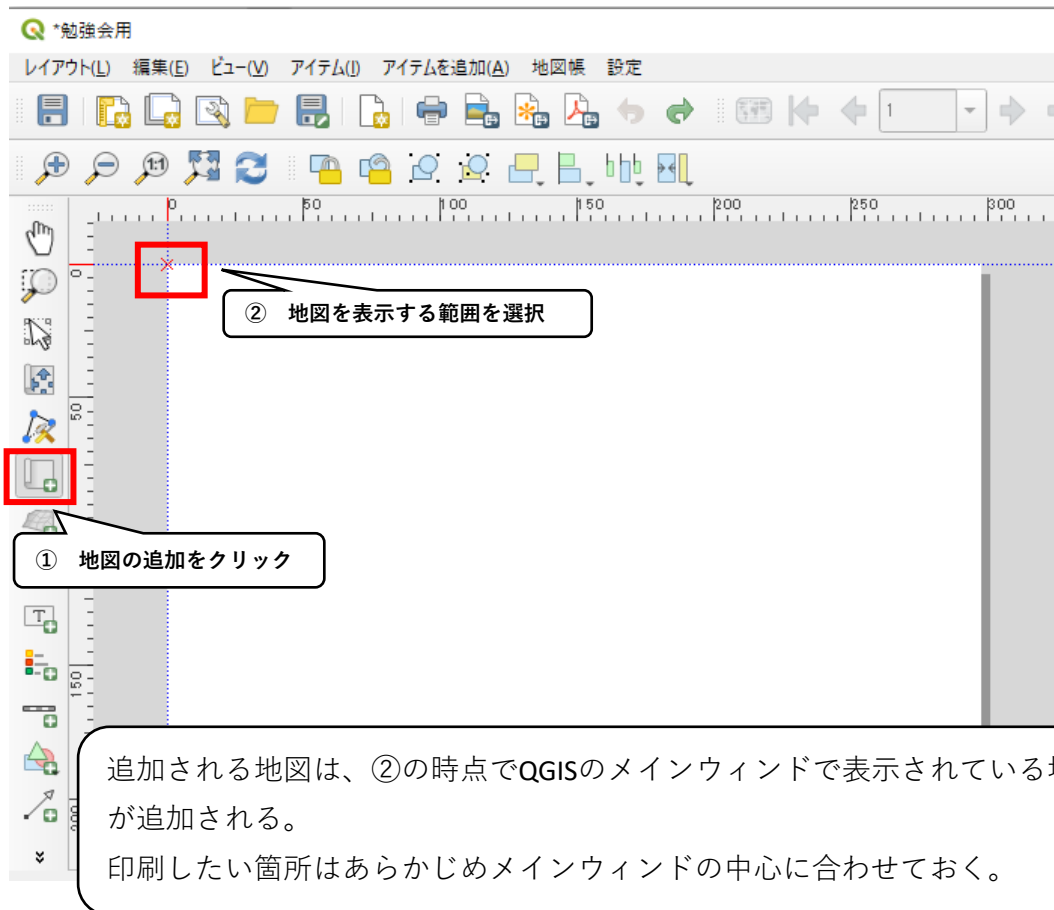 *勉強会用
レイアウト(L) 編集(E) ビュー(V) アイテム(I) アイテムを追加(A) 地図帳 設定
1:1
1
0 50 100 150 200 250 300
0
② 地図を表示する範囲を選択
50
① 地図の追加をクリック
T
150
追加される地図は、②の時点でQGISのメインウィンドで表示されている
が追加される。
200
印刷したい箇所はあらかじめメインウィンドの中心に合わせておく。